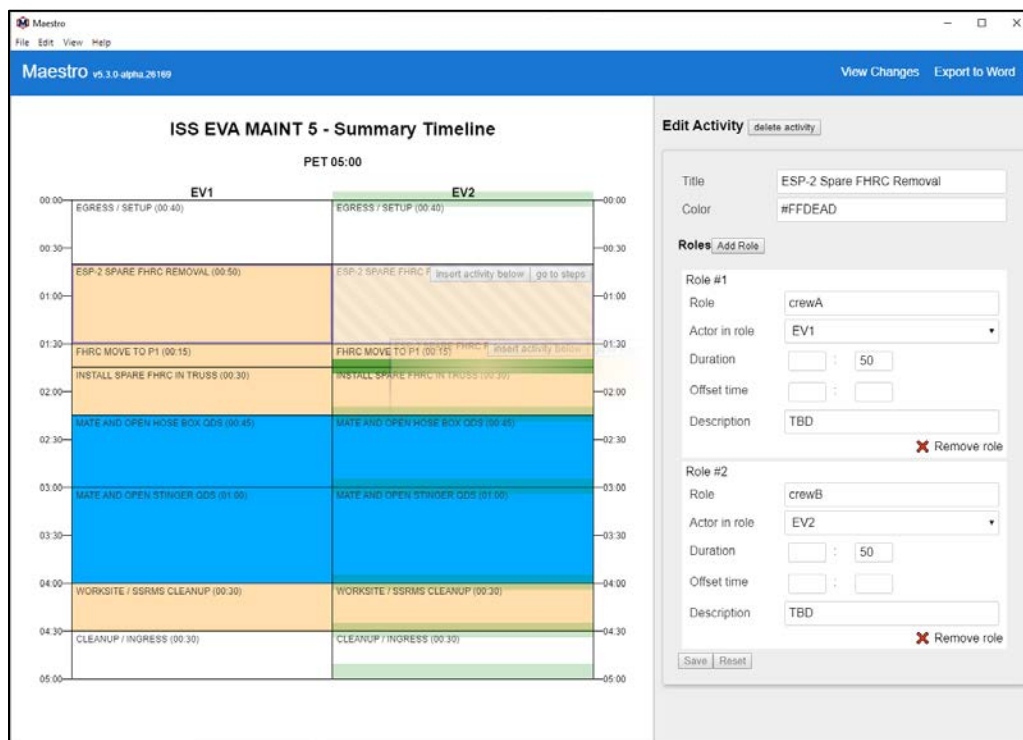 Maestro
File Edit View Help
Maestro v5.3.0-alpha.26169
View Changes Export to Word
ISS EVA MAINT 5 - Summary Timeline
PET 05:00
EV1 EV2
00:00 EGRESS / SETUP (00:40) EGRESS / SETUP (00:40) 00:00
00:30 00:30
ESP-2 SPARE FHRC REMOVAL (00:50) ESP-2 SPARE FHRC insert activity below go to steps
01:00 01:00
01:30 01:30
FHRC MOVE TO P1 (00:15) FHRC MOVE TO P1 (00:15) insert activity below
INSTALL SPARE FHRC IN TRUSS (00:30) INSTALL SPARE FHRC IN TRUSS (00:30)
02:00 02:00
MATE AND OPEN HOSE BOX QDS (00:45) MATE AND OPEN HOSE BOX QDS (00:45)
02:30 02:30
03:00 MATE AND OPEN STINGER QDS (01:00) MATE AND OPEN STINGER QDS (01:00) 03:00
03:30 03:30
04:00 WORKSITE / SSRMS CLEANUP (00:30) WORKSITE / SSRMS CLEANUP (00:30) 04:00
04:30 CLEANUP / INGRESS (00:30) CLEANUP / INGRESS (00:30) 04:30
05:00 05:00
Edit Activity delete activity
Title ESP-2 Spare FHRC Removal
Color #FFDEAD
Roles Add Role
Role #1
Role crewA
Actor in role EV1
Duration : 50
Offset time :
Description TBD
Remove role
Role #2
Role crewB
Actor in role EV2
Duration : 50
Offset time :
Description TBD
Remove role
Save Reset